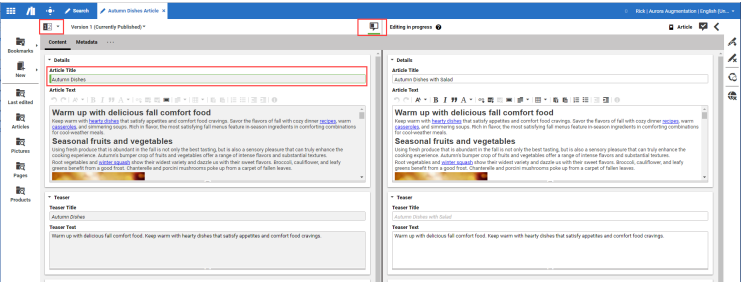 Search
Autumn Dishes Article ×
Rick | Aurora Augmentation | English (Un...
Version 1 (Currently Published) *
Editing in progress
Article
Bookmarks
New
Last edited
Articles
Pictures
Pages
Products
Content Metadata ...
Details
Article Title
Autumn Dishes
Article Text
Warm up with delicious fall comfort food
Keep warm with hearty dishes that satisfy appetites and comfort food cravings. Savor the flavors of fall with cozy dinner recipes, warm
casseroles, and simmering soups. Rich in flavor, the most satisfying fall menus feature in-season ingredients in comforting combinations
for cool-weather meals.
Seasonal fruits and vegetables
Using fresh produce that is abundant in the fall is not only the best tasting, but is also a sensory pleasure that can truly enhance the
cooking experience. Autumn's bumper crop of fruits and vegetables offer a range of intense flavors and substantial textures.
Root vegetables and winter squash show their widest variety and dazzle us with their sweet flavors. Broccoli, cauliflower, and leafy
greens benefit from a good frost. Chanterelle and porcini mushrooms poke up from a carpet of fallen leaves.
Teaser
Teaser Title
Autumn Dishes
Teaser Text
Warm up with delicious fall comfort food. Keep warm with hearty dishes that satisfy appetites and comfort food cravings.
Details
Article Title
Autumn Dishes with Salad
Article Text
Warm up with delicious fall comfort food
Keep warm with hearty dishes that satisfy appetites and comfort food cravings. Savor the flavors of fall with cozy dinner recipes, warm
casseroles, and simmering soups. Rich in flavor, the most satisfying fall menus feature in-season ingredients in comforting combinations
for cool-weather meals.
Seasonal fruits and vegetables
Using fresh produce that is abundant in the fall is not only the best tasting, but is also a sensory pleasure that can truly enhance the
cooking experience. Autumn's bumper crop of fruits and vegetables offer a range of intense flavors and substantial textures.
Root vegetables and winter squash show their widest variety and dazzle us with their sweet flavors. Broccoli, cauliflower, and leafy
greens benefit from a good frost. Chanterelle and porcini mushrooms poke up from a carpet of fallen leaves.
Teaser
Teaser Title
Autumn Dishes with Salad
Teaser Text
Warm up with delicious fall comfort food. Keep warm with hearty dishes that satisfy appetites and comfort food cravings.